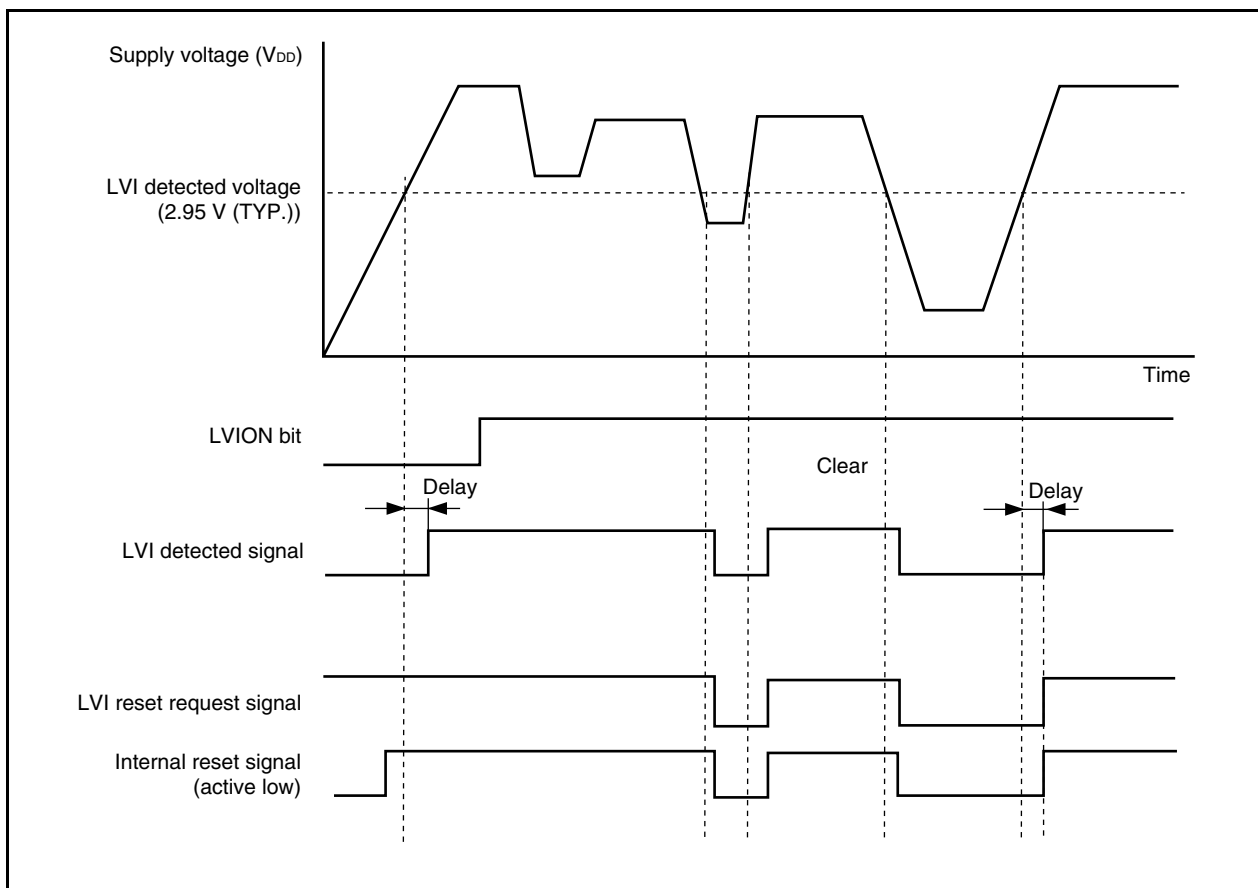 Supply voltage (VDD)
LVI detected voltage
(2.95 V (TYP.))
Time
LVION bit
Clear
Delay
Delay
LVI detected signal
LVI reset request signal
Internal reset signal
(active low)